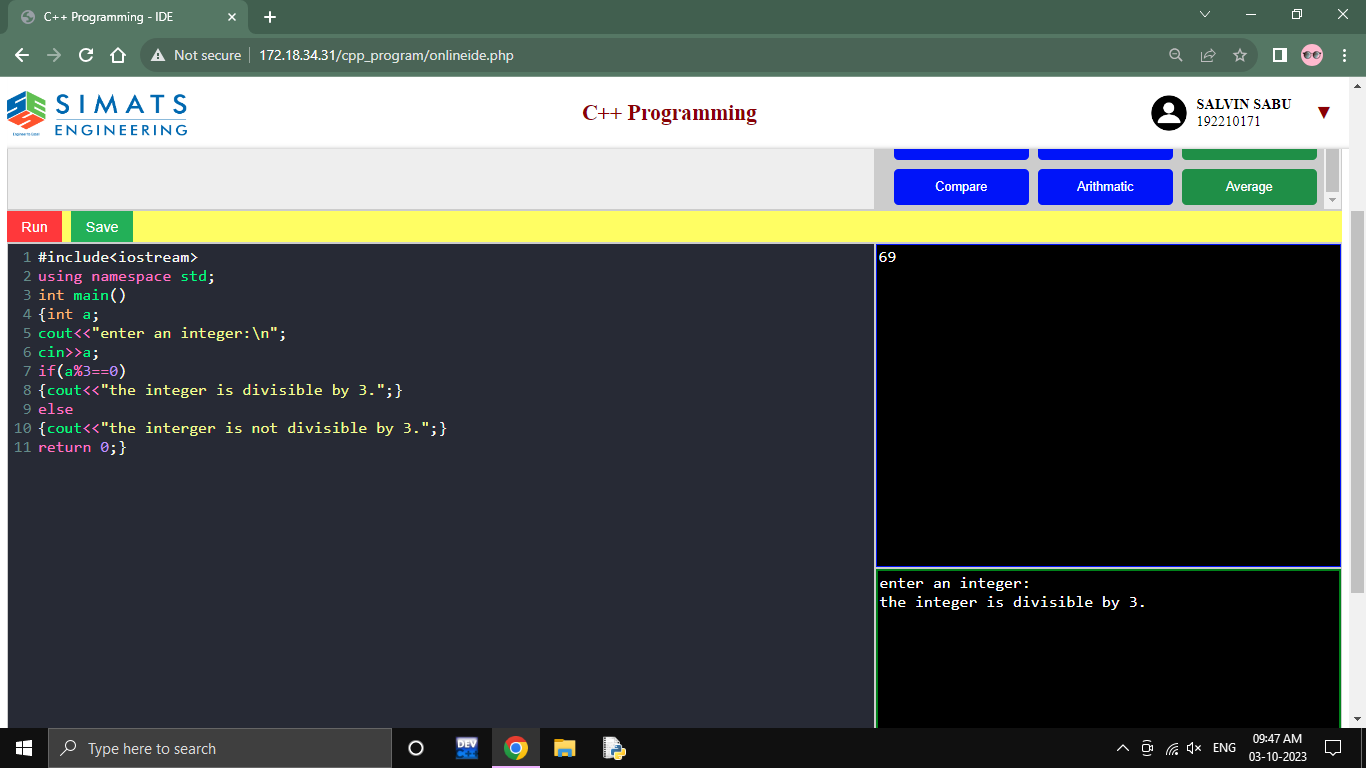 C++ Programming - IDE
Not secure
172.18.34.31/cpp_program/onlineide.php
SIMATS
ENGINEERING
C++ Programming
SALVIN SABU
192210171
Compare
Arithmatic
Average
Run
Save
1 #include<iostream>
2 using namespace std;
3 int main()
4 {int a;
5 cout<<"enter an integer:\n";
6 cin>>a;
7 if(a%3==0)
8 {cout<<"the integer is divisible by 3.";}
9 else
10 {cout<<"the interger is not divisible by 3.";}
11 return 0;}
69
enter an integer:
the integer is divisible by 3.
Type here to search
DEV
ENG
09:47 AM
03-10-2023